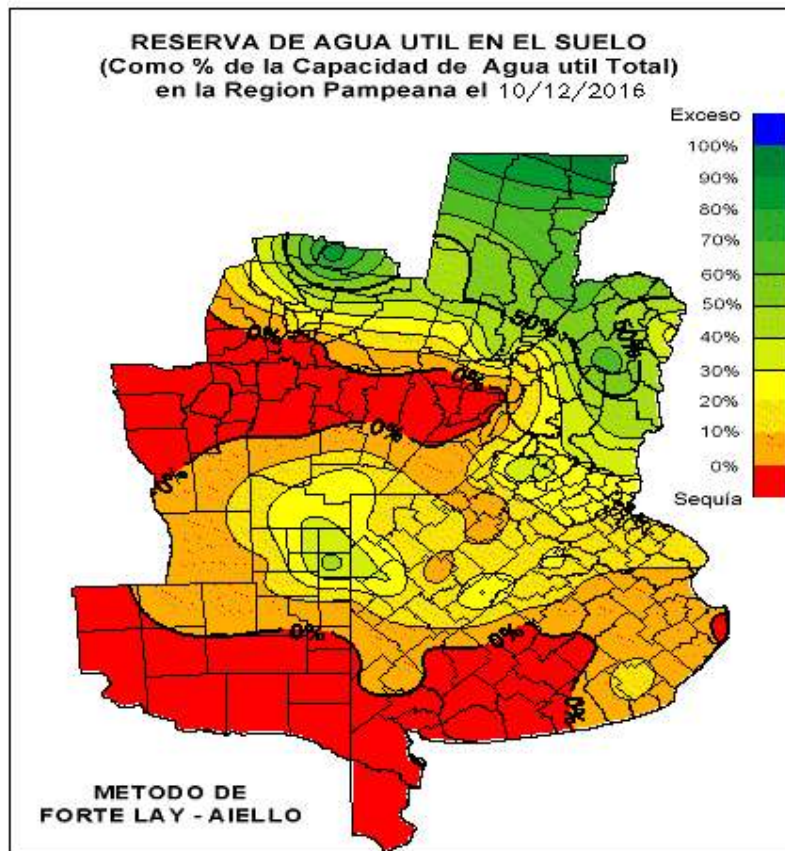 RESERVA DE AGUA UTIL EN EL SUELO
(Como % de la Capacidad de Agua util Total)
en la Region Pampeana el 10/12/2016
Exceso
100%
90%
80%
70%
60%
50%
40%
30%
20%
10%
0%
Sequía
50%
0%
0%
0%
0%
0%
0%
METODO DE
FORTE LAY - AIELLO